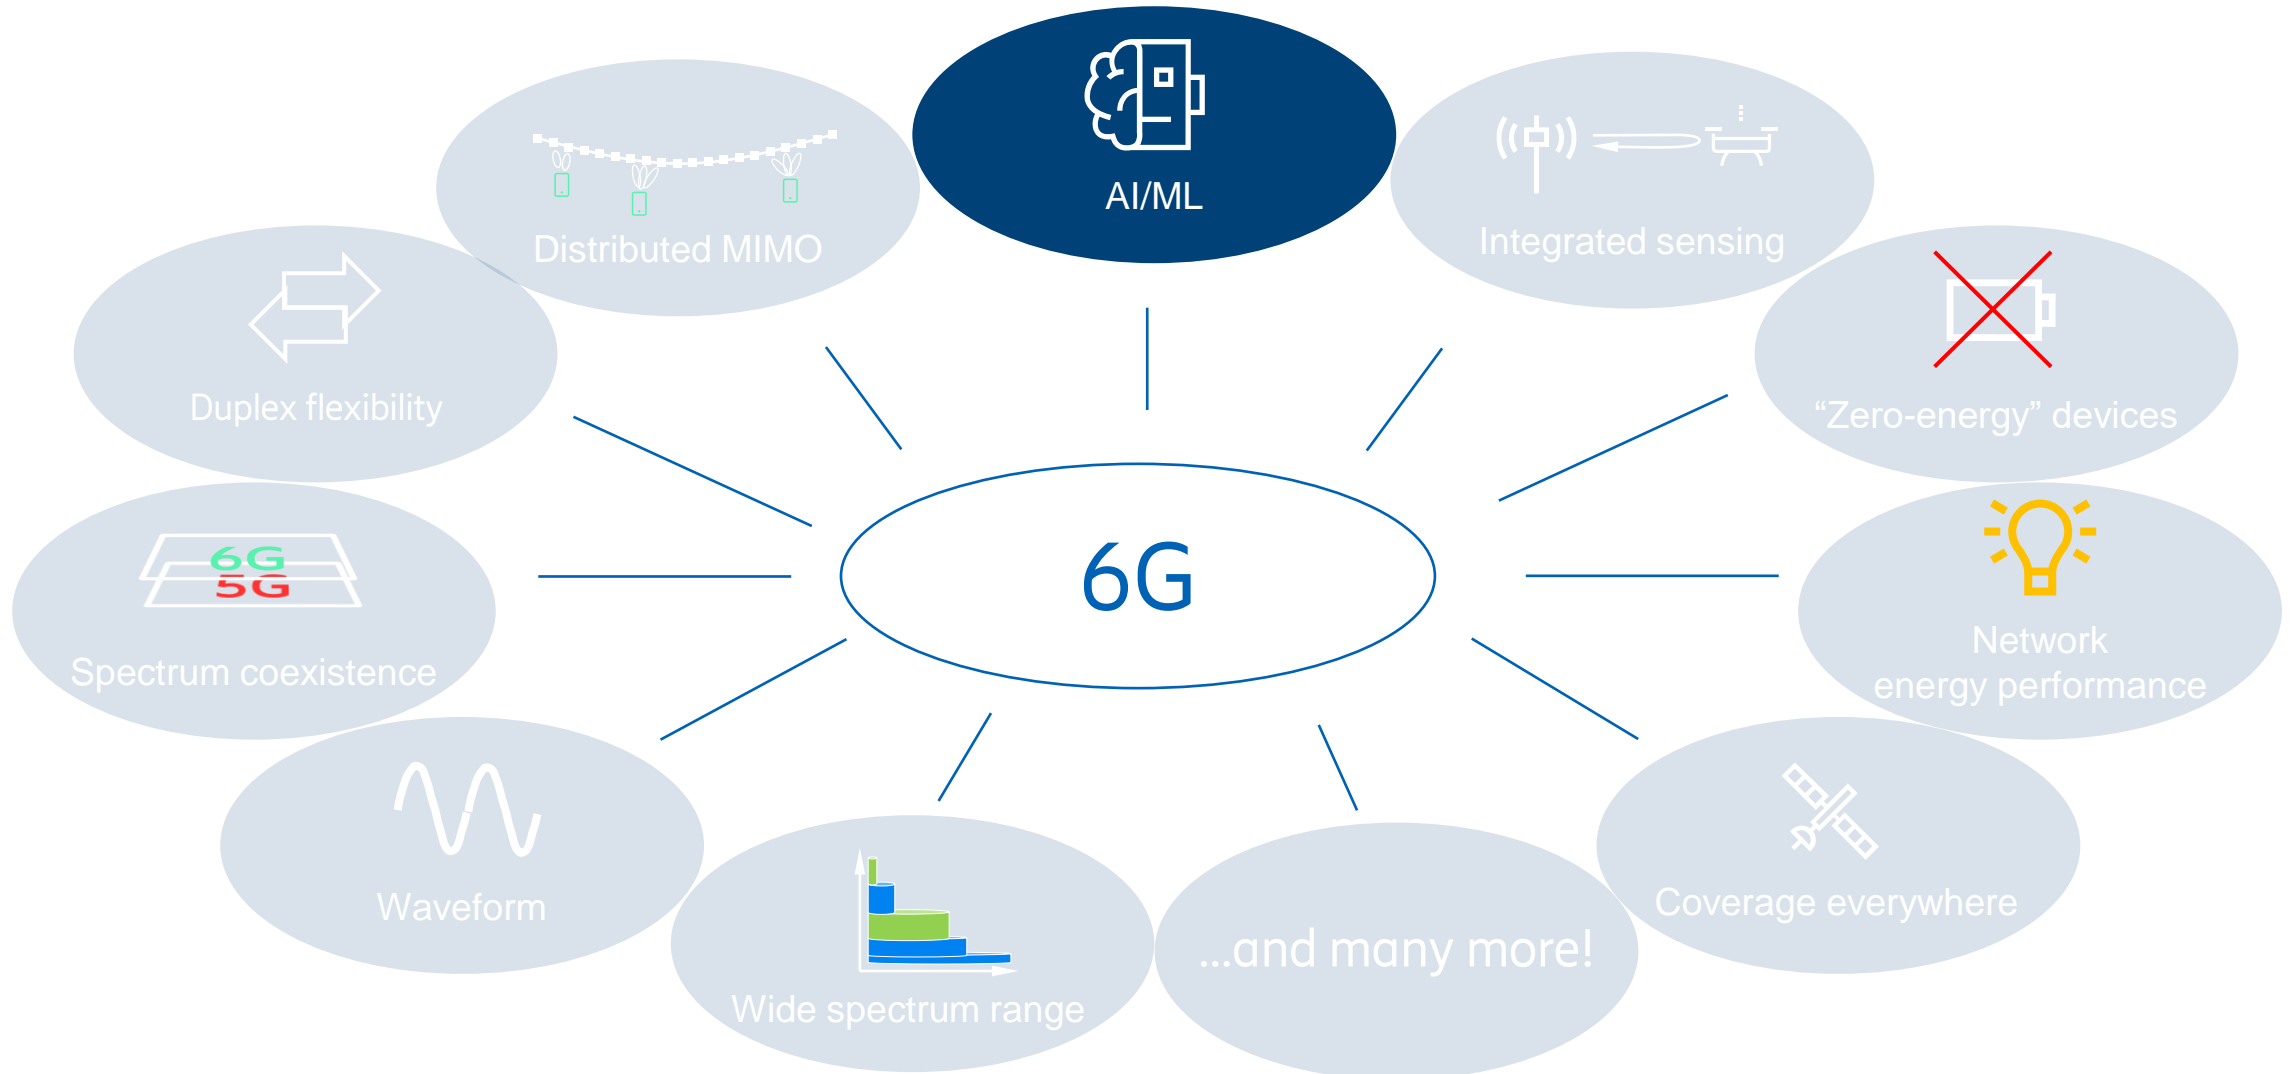 AI/ML
Distributed MIMO
Integrated sensing
Duplex flexibility
“Zero-energy” devices
6G
5G
Spectrum coexistence
6G
Network
energy performance
Waveform
Coverage everywhere
Wide spectrum range
...and many more!